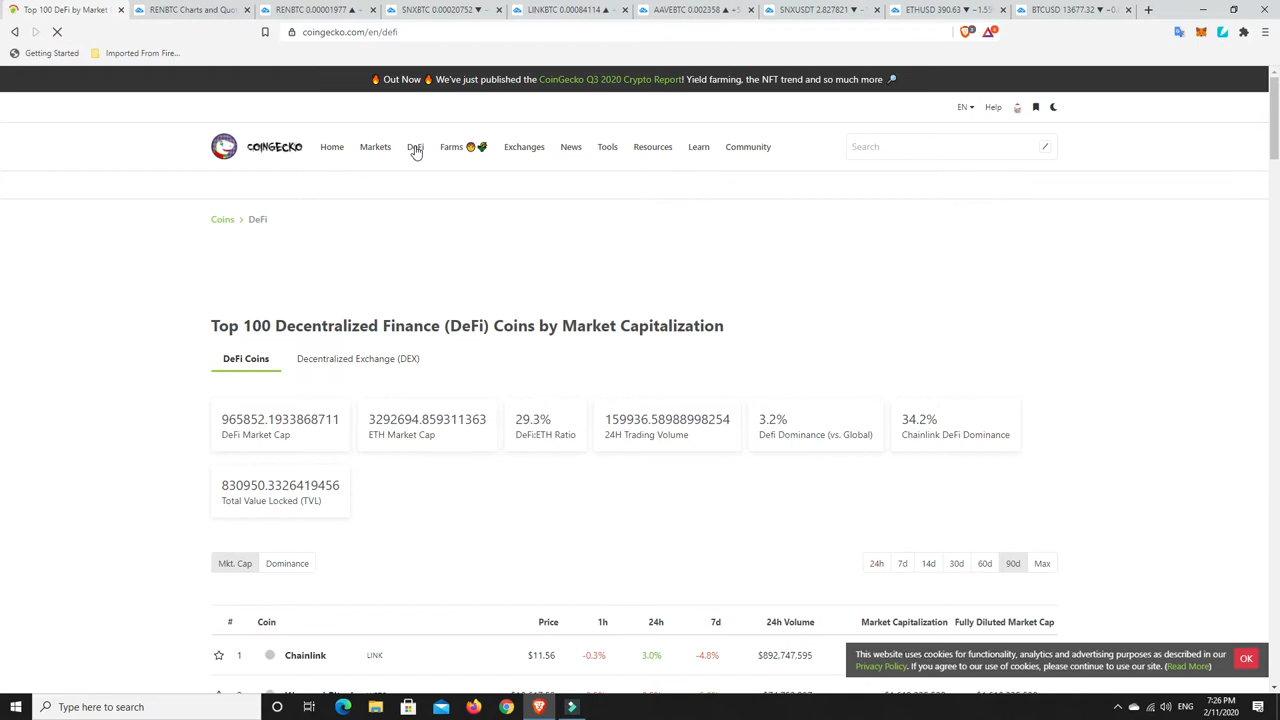 Top 100 DeFi by Market
RENBTC Charts and Quo
RENBTC 0.00001977 ▲
SNXBTC 0.00020752 ▼
LINKBTC 0.00084114 ▲
AAVEBTC 0.002358 ▲ +5
SNXUSDT 2.827821 ▼
ETHUSD 390.63 ▼ −1.55
BTCUSD 13677.32 ▼
coingecko.com/en/defi
Getting Started
Imported From Fire...
🔥 Out Now 🔥 We've just published the CoinGecko Q3 2020 Crypto Report! Yield farming, the NFT trend and so much more 🔎
EN
Help
COINGECKO
Home
Markets
DeFi
Farms
Exchanges
News
Tools
Resources
Learn
Community
Search
/
Coins > DeFi
Top 100 Decentralized Finance (DeFi) Coins by Market Capitalization
DeFi Coins
Decentralized Exchange (DEX)
965852.1933868711
DeFi Market Cap
3292694.859311363
ETH Market Cap
29.3%
DeFi:ETH Ratio
159936.58988998254
24H Trading Volume
3.2%
Defi Dominance (vs. Global)
34.2%
Chainlink DeFi Dominance
830950.3326419456
Total Value Locked (TVL)
Mkt. Cap
Dominance
24h
7d
14d
30d
60d
90d
Max
# Coin Price 1h 24h 7d 24h Volume Market Capitalization Fully Diluted Market Cap
1 Chainlink LINK $11.56 -0.3% 3.0% -4.8% $892,747,595
This website uses cookies for functionality, analytics and advertising purposes as described in our
Privacy Policy. If you agree to our use of cookies, please continue to use our site. (Read More)
OK
Type here to search
ENG
7:26 PM
2/11/2020